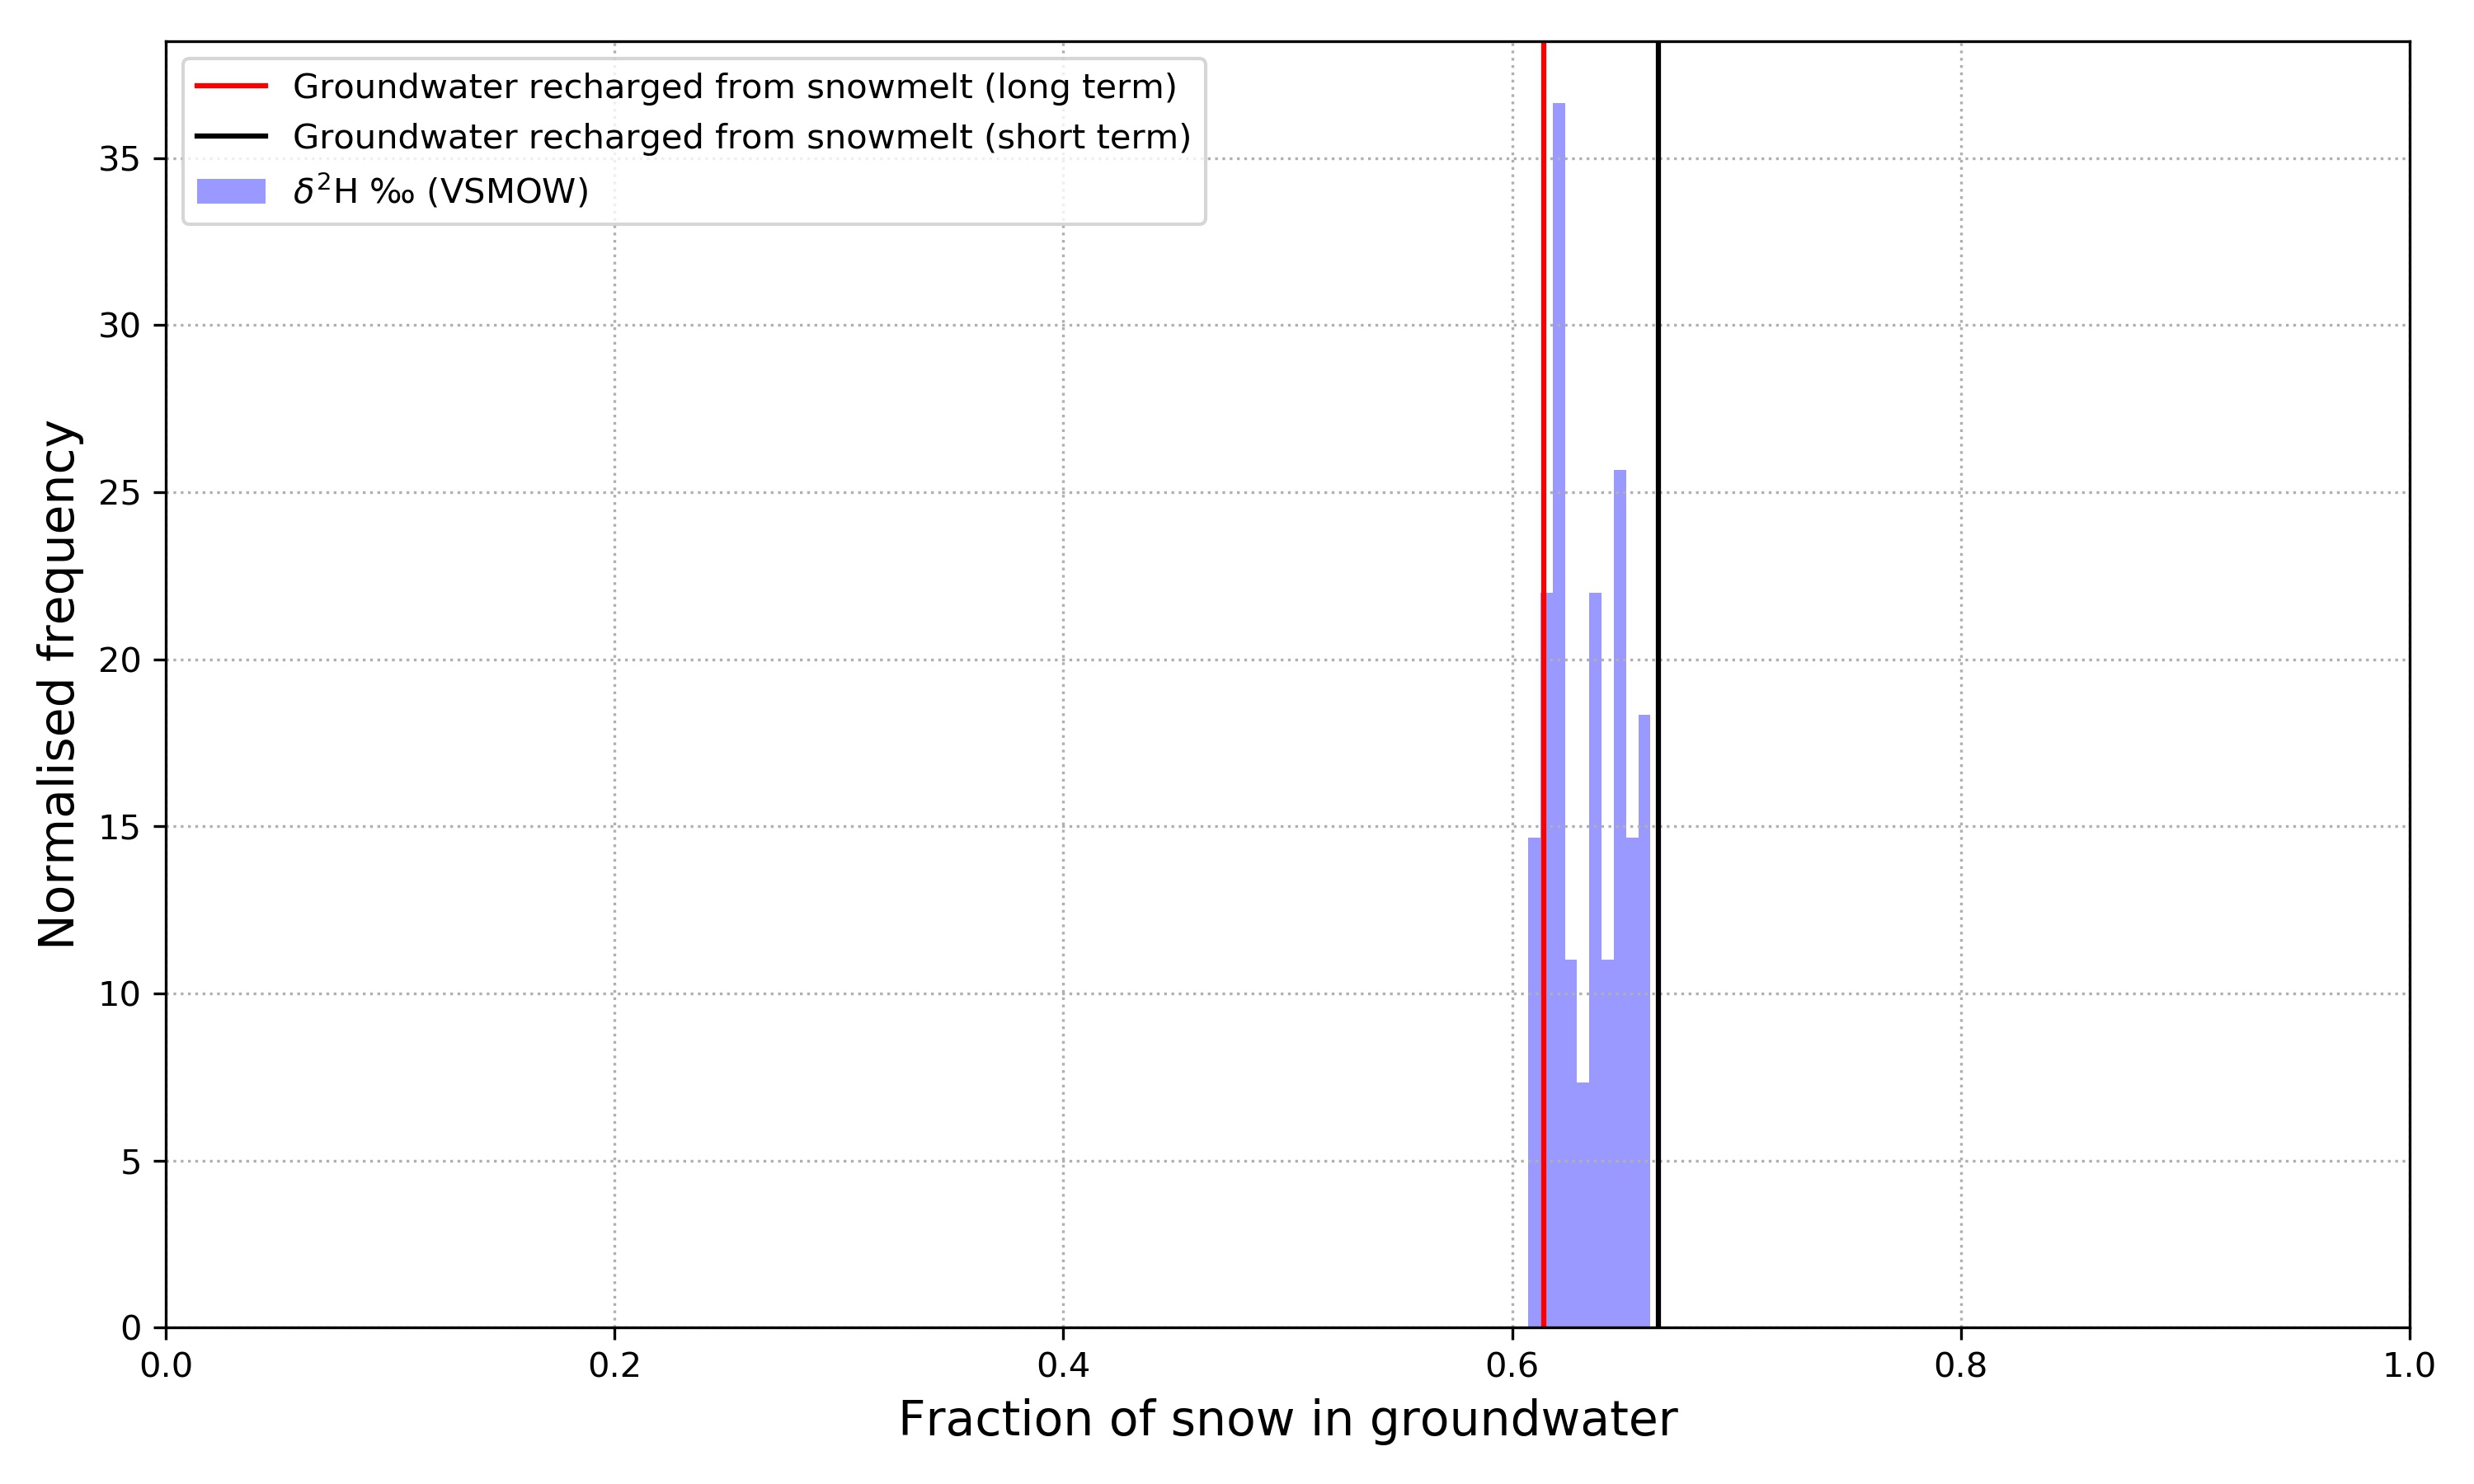 Groundwater recharged from snowmelt (long term)
Groundwater recharged from snowmelt (short term)
δ²H ‰ (VSMOW)
Normalised frequency
35
30
25
20
15
10
5
0
0.0 0.2 0.4 0.6 0.8 1.0
Fraction of snow in groundwater